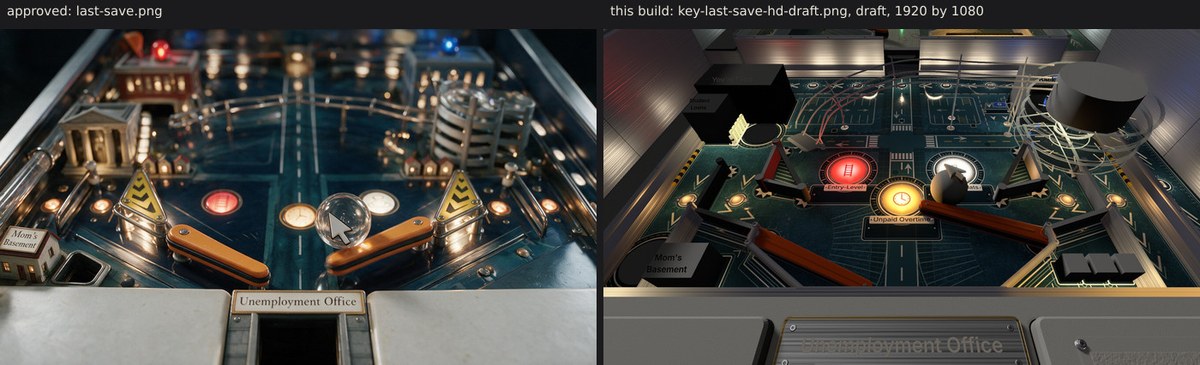 approved: last-save.png
this build: key-last-save-hd-draft.png, draft, 1920 by 1080
Mom's
Basement
Unemployment Office
Entry-Level
Unpaid Overtime
Mom's
Basement
Unemployment Office